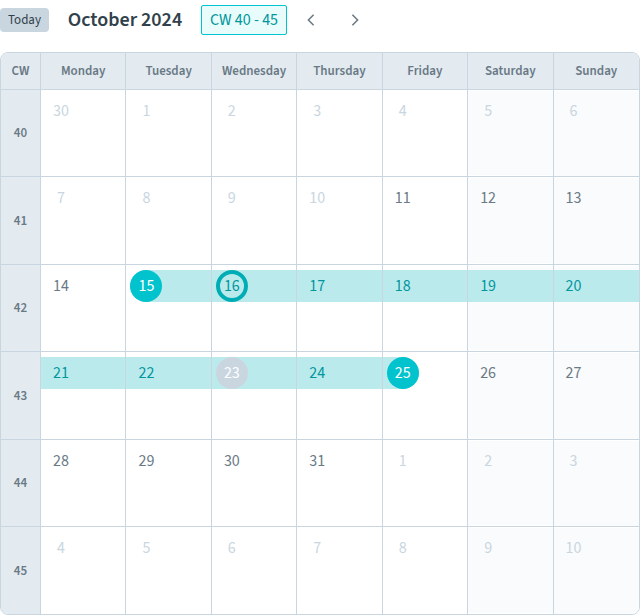 Today October 2024 CW 40 - 45
CW Monday Tuesday Wednesday Thursday Friday Saturday Sunday
30 1 2 3 4 5 6
40
7 8 9 10 11 12 13
41
14 15 16 17 18 19 20
42
21 22 23 24 25 26 27
43
28 29 30 31 1 2 3
44
4 5 6 7 8 9 10
45